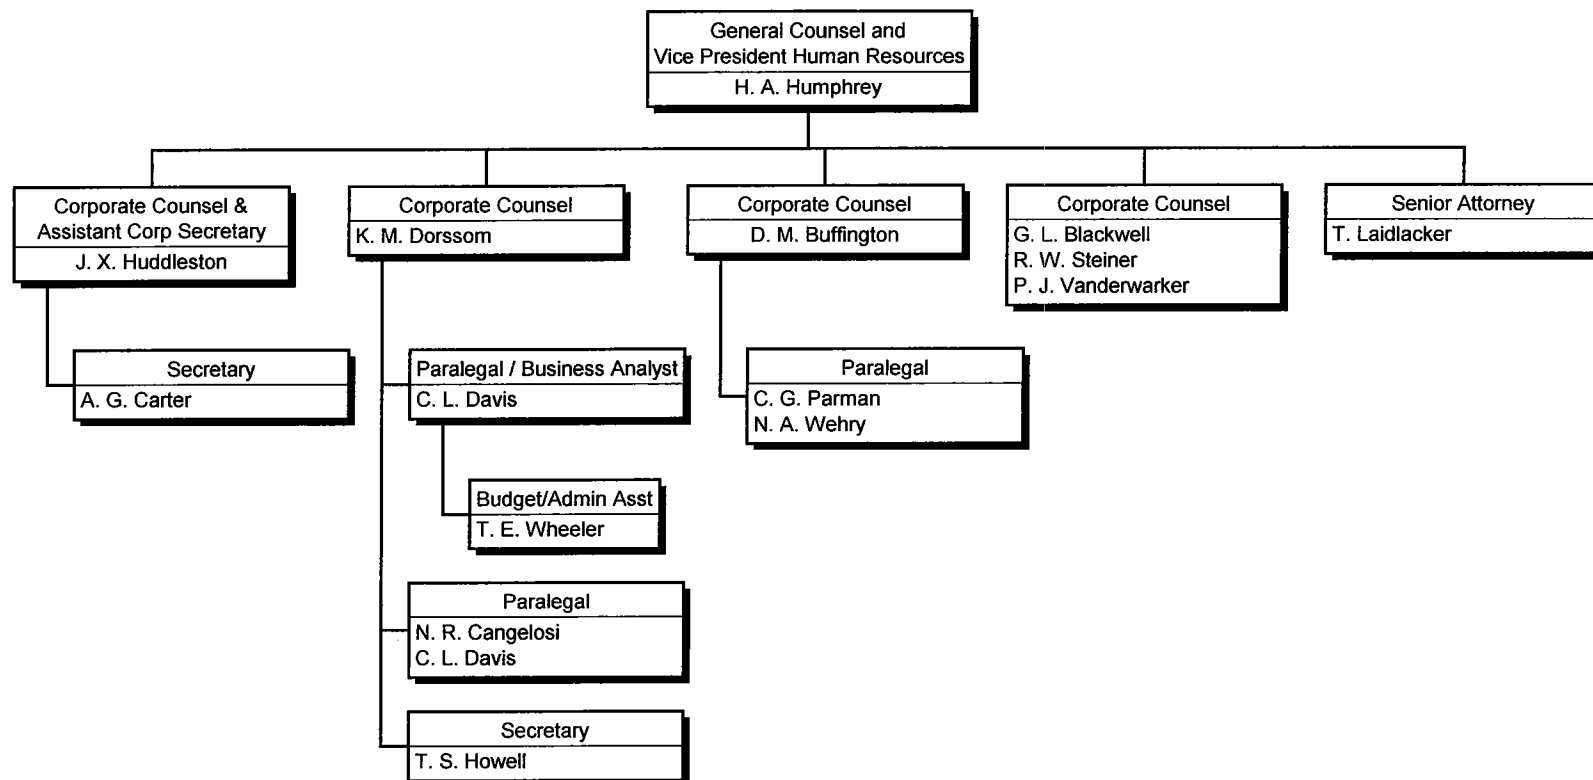 General Counsel and
Vice President Human Resources
H. A. Humphrey
Corporate Counsel &
Assistant Corp Secretary
J. X. Huddleston
Corporate Counsel
K. M. Dorssom
Corporate Counsel
D. M. Buffington
Corporate Counsel
G. L. Blackwell
R. W. Steiner
P. J. Vanderwarker
Senior Attorney
T. Laidlacker
Secretary
A. G. Carter
Paralegal / Business Analyst
C. L. Davis
Budget/Admin Asst
T. E. Wheeler
Paralegal
N. R. Cangelosi
C. L. Davis
Secretary
T. S. Howell
Paralegal
C. G. Parman
N. A. Wehry